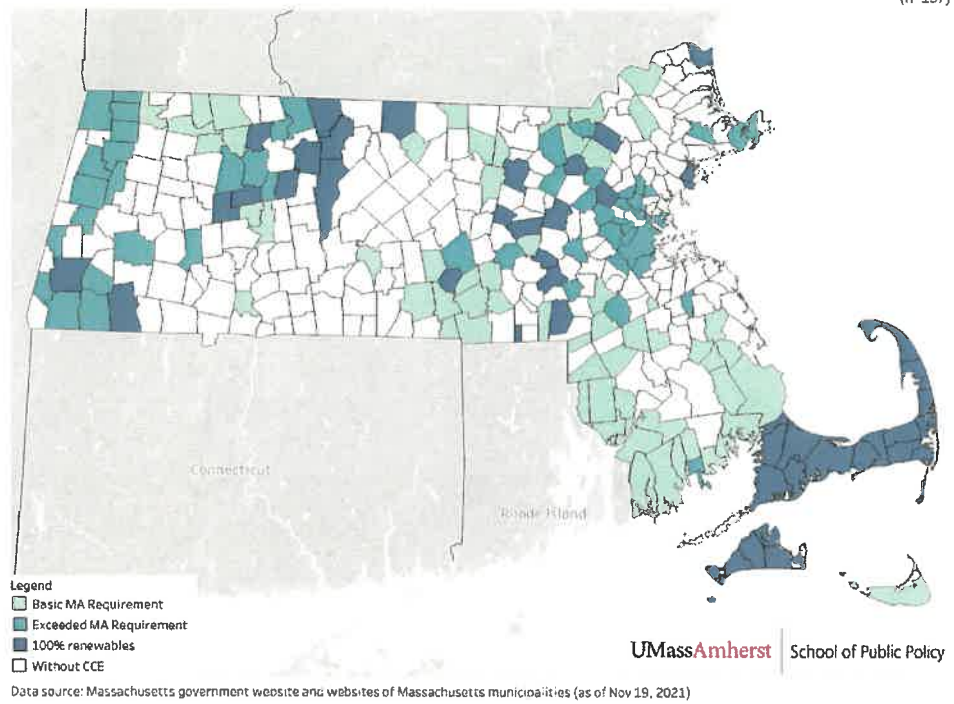 Connecticut
Rhode Island
Legend
Basic MA Requirement
Exceeded MA Requirement
100% renewables
Without CCE
UMassAmherst School of Public Policy
Data source: Massachusetts government website and websites of Massachusetts municipalities (as of Nov 19, 2021)